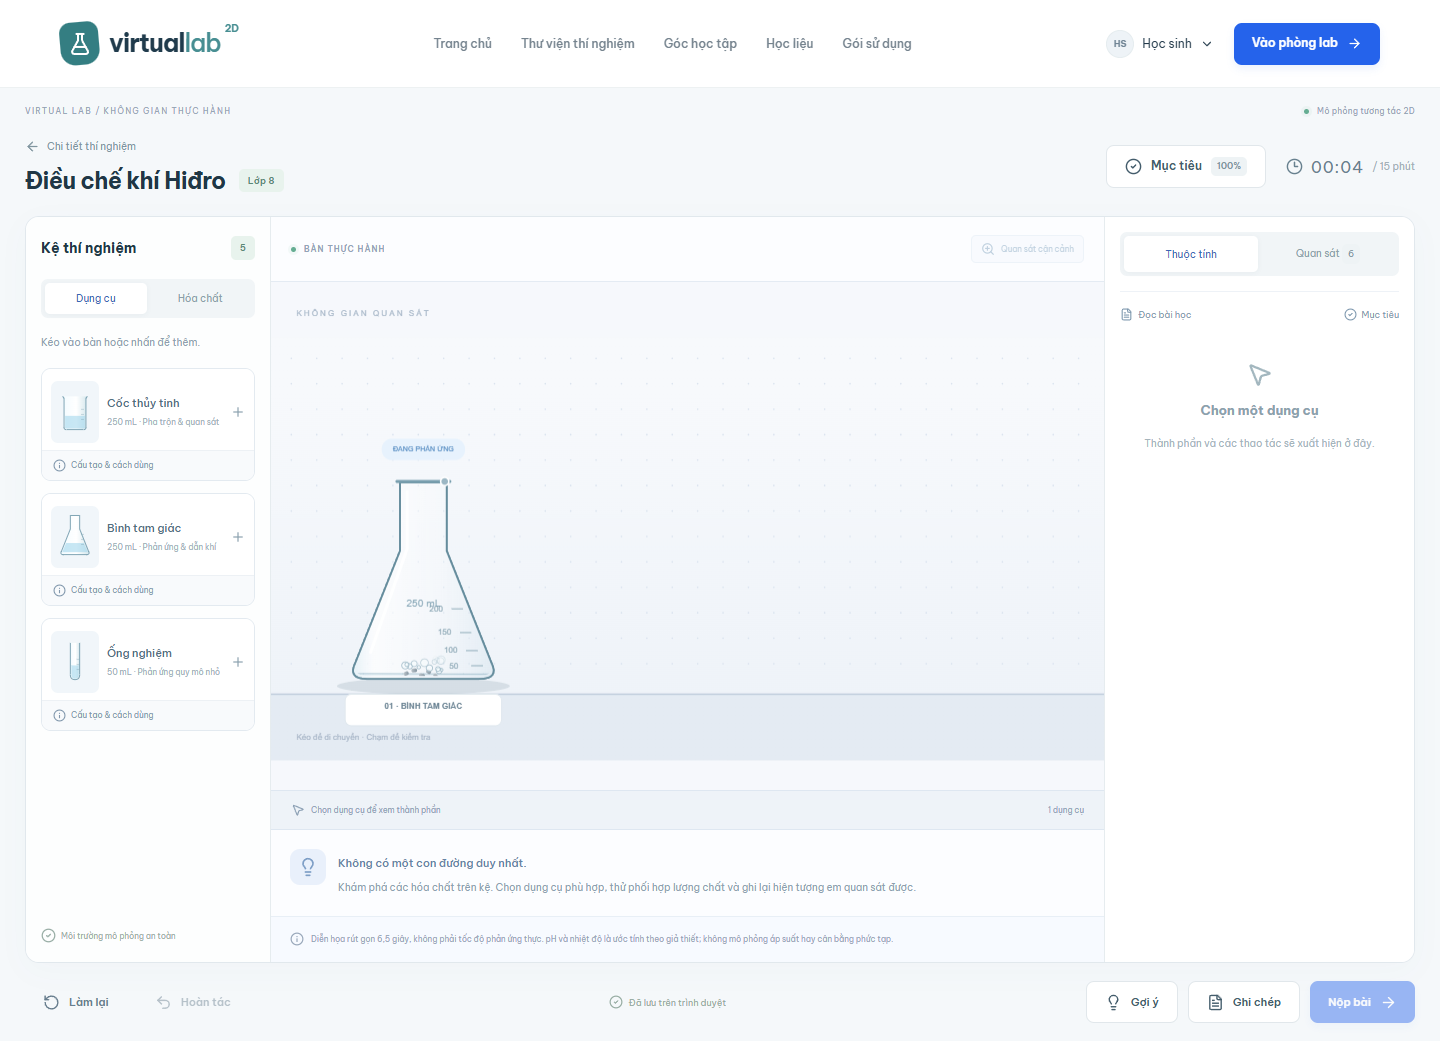 virtuallab 2D
Trang chủ
Thư viện thí nghiệm
Góc học tập
Học liệu
Gói sử dụng
HS
Học sinh
Vào phòng lab
VIRTUAL LAB / KHÔNG GIAN THỰC HÀNH
Mô phỏng tương tác 2D
Chi tiết thí nghiệm
Điều chế khí Hiđro
Lớp 8
Mục tiêu
100%
00:04
/ 15 phút
Kệ thí nghiệm
5
Dụng cụ
Hóa chất
Kéo vào bàn hoặc nhấn để thêm.
Cốc thủy tinh
250 mL · Pha trộn & quan sát
Cấu tạo & cách dùng
Bình tam giác
250 mL · Phản ứng & dẫn khí
Cấu tạo & cách dùng
Ống nghiệm
50 mL · Phản ứng quy mô nhỏ
Cấu tạo & cách dùng
Môi trường mô phỏng an toàn
BÀN THỰC HÀNH
Quan sát cận cảnh
KHÔNG GIAN QUAN SÁT
ĐANG PHẢN ỨNG
250 mL
200
150
100
50
01 · BÌNH TAM GIÁC
Kéo để di chuyển · Chạm để kiểm tra
Chọn dụng cụ để xem thành phần
1 dụng cụ
Không có một con đường duy nhất.
Khám phá các hóa chất trên kệ. Chọn dụng cụ phù hợp, thử phối hợp lượng chất và ghi lại hiện tượng em quan sát được.
Diễn họa rút gọn 6,5 giây, không phải tốc độ phản ứng thực. pH và nhiệt độ là ước tính theo giả thiết; không mô phỏng áp suất hay cân bằng phức tạp.
Thuộc tính
Quan sát 6
Đọc bài học
Mục tiêu
Chọn một dụng cụ
Thành phần và các thao tác sẽ xuất hiện ở đây.
Làm lại
Hoàn tác
Đã lưu trên trình duyệt
Gợi ý
Ghi chép
Nộp bài